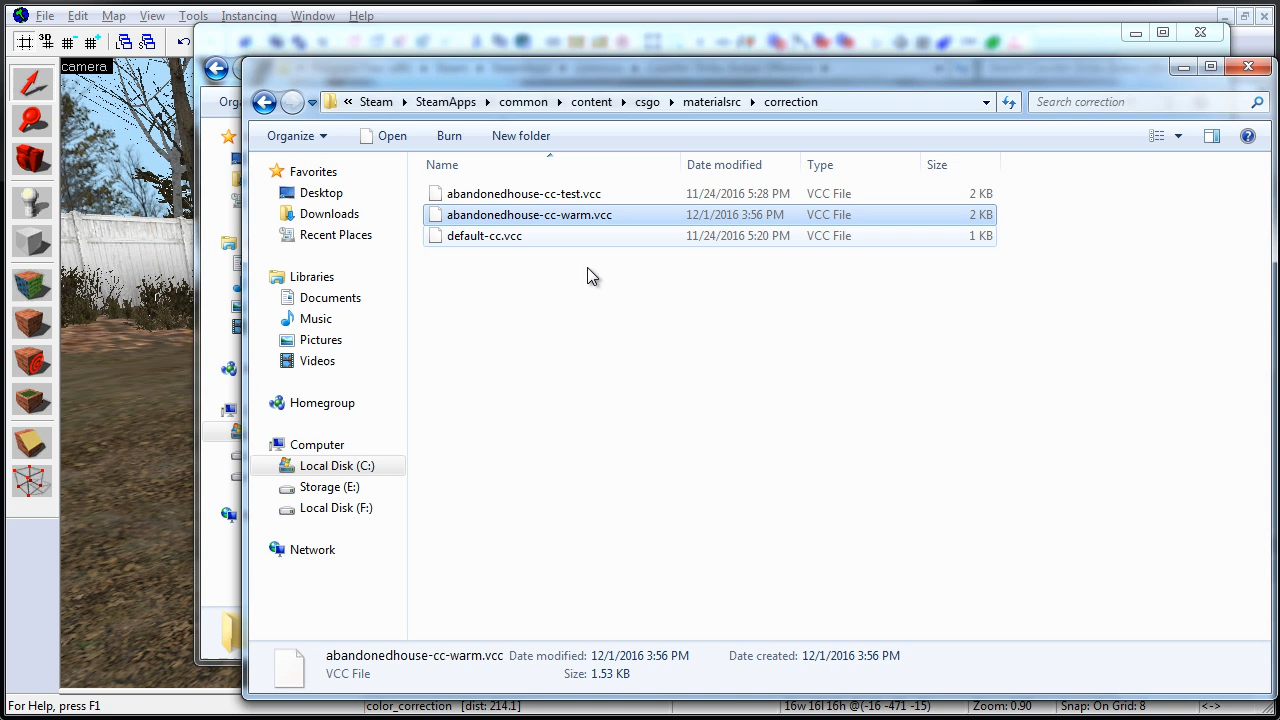 File Edit Map View Tools Instancing Window Help
camera
Steam SteamApps common content csgo materialsrc correction
Search correction
Organize Open Burn New folder
Name Date modified Type Size
abandonedhouse-cc-test.vcc 11/24/2016 5:28 PM VCC File 2 KB
abandonedhouse-cc-warm.vcc 12/1/2016 3:56 PM VCC File 2 KB
default-cc.vcc 11/24/2016 5:20 PM VCC File 1 KB
Favorites
Desktop
Downloads
Recent Places
Libraries
Documents
Music
Pictures
Videos
Homegroup
Computer
Local Disk (C:)
Storage (E:)
Local Disk (F:)
Network
abandonedhouse-cc-warm.vcc Date modified: 12/1/2016 3:56 PM Date created: 12/1/2016 3:56 PM
VCC File Size: 1.53 KB
For Help, press F1 color_correction [dist: 214.1] 16w 16l 16h @(-16 -471 -15) Zoom: 0.90 Snap: On Grid: 8 <->